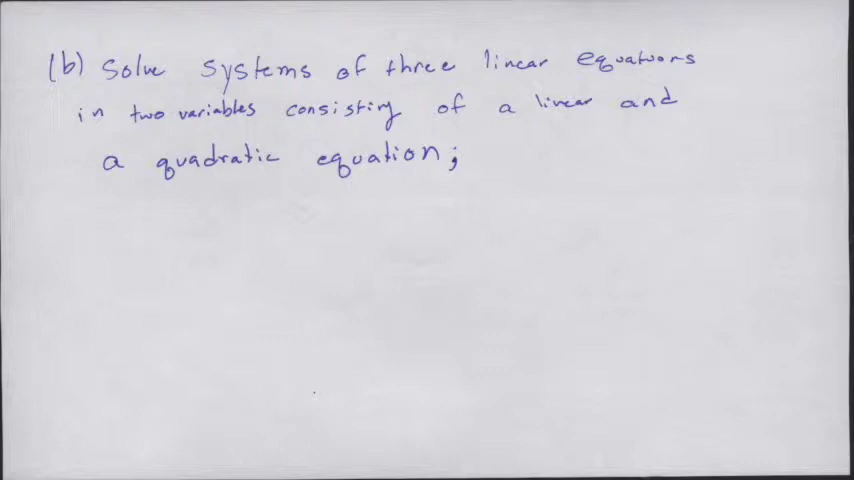 (b) Solve systems of three linear equations
in two variables consisting of a linear and
a quadratic equation;